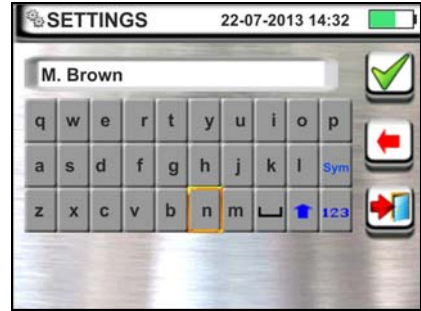 SETTINGS 22-07-2013 14:32
M. Brown
q w e r t y u i o p
a s d f g h j k l Sym
z x c v b n m 123